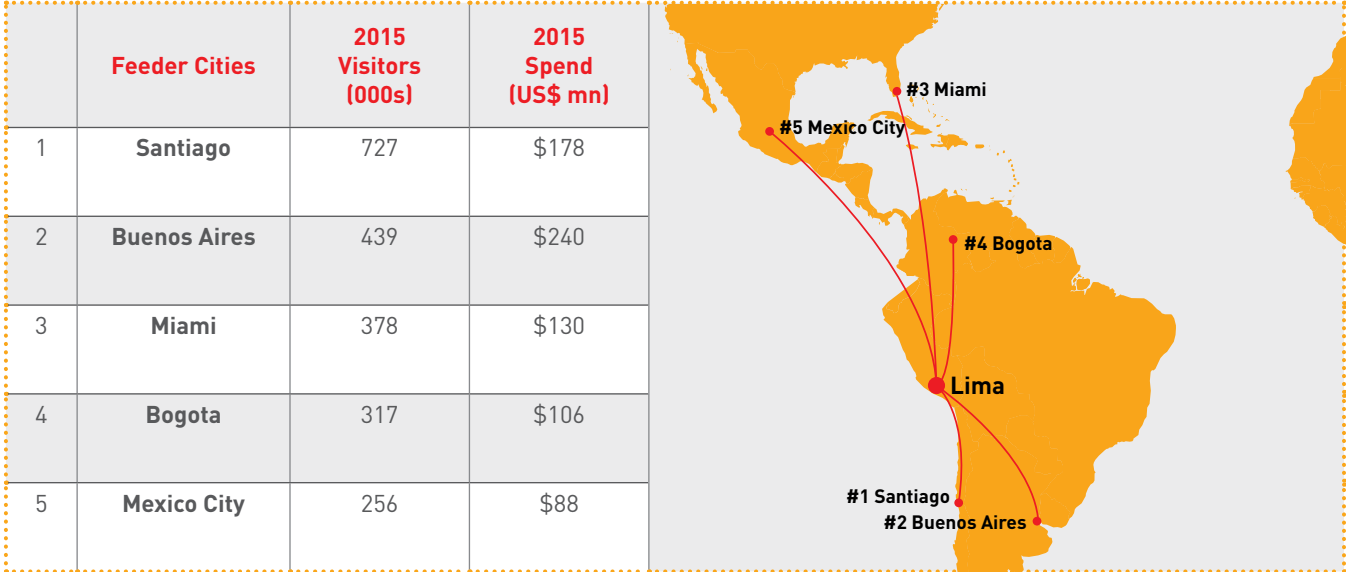 Feeder Cities
2015
Visitors
(000s)
2015
Spend
(US$ mn)
1 Santiago 727 $178
2 Buenos Aires 439 $240
3 Miami 378 $130
4 Bogota 317 $106
5 Mexico City 256 $88
#3 Miami
#5 Mexico City
#4 Bogota
Lima
#1 Santiago
#2 Buenos Aires